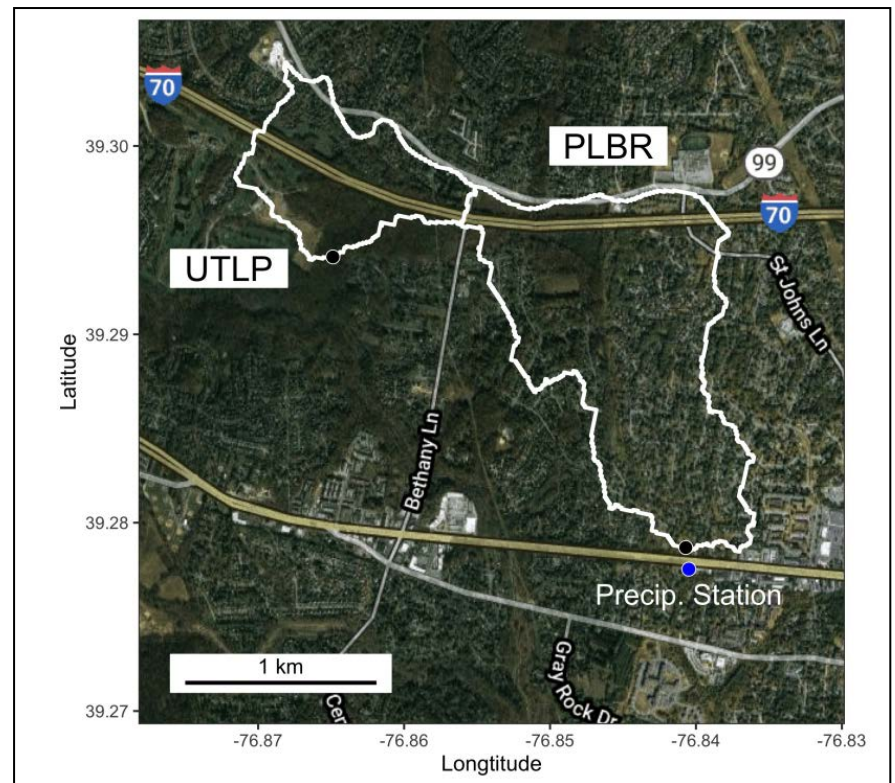 70
39.30
PLBR
99
70
UTLP
St Johns Ln
39.29
Latitude
Bethany Ln
39.28
Precip. Station
1 km
Gray Rock Dr
Cen
39.27
-76.87
-76.86
-76.85
-76.84
-76.83
Longtitude